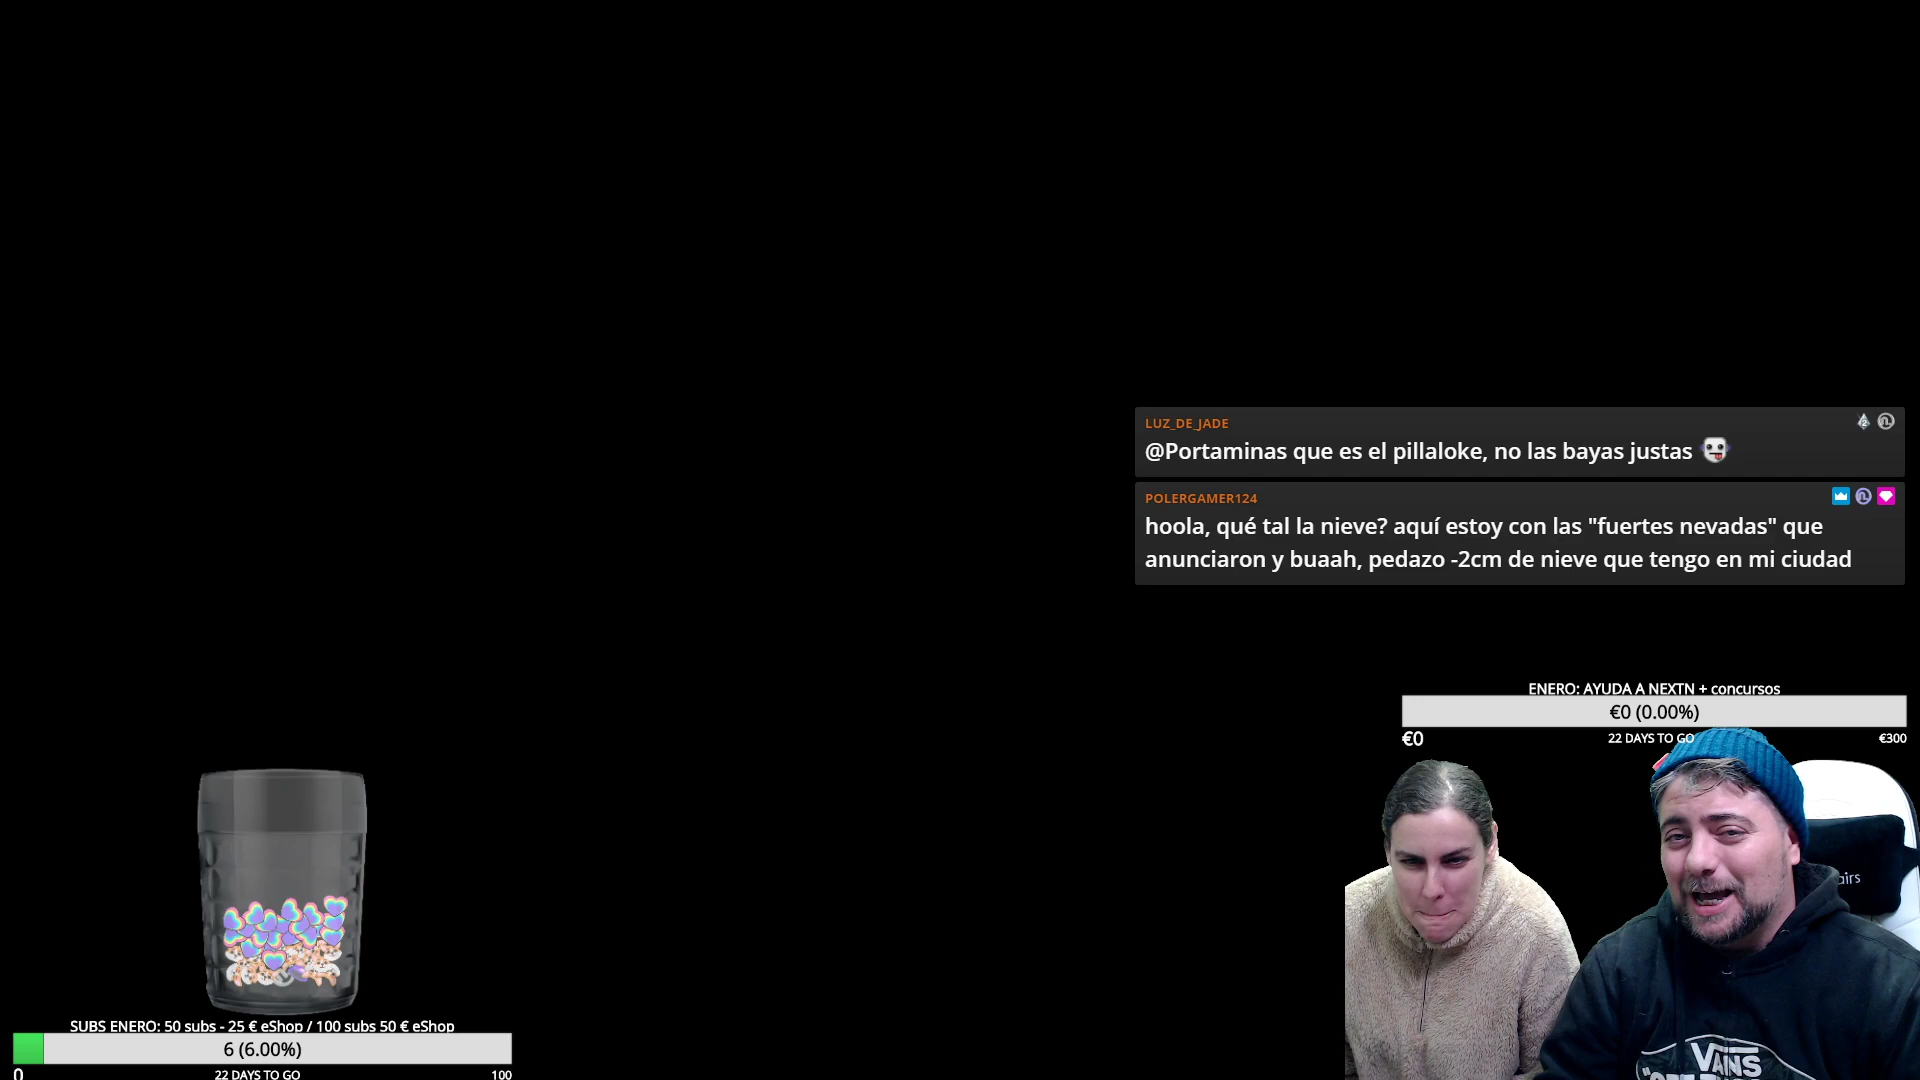 LUZ_DE_JADE
@Portaminas que es el pillaloke, no las bayas justas
POLERGAMER124
hoola, qué tal la nieve? aquí estoy con las "fuertes nevadas" que
anunciaron y buaah, pedazo -2cm de nieve que tengo en mi ciudad
ENERO: AYUDA A NEXTN + concursos
€0 (0.00%)
€0 22 DAYS TO GO €300
airs
VANS
SUBS ENERO: 50 subs - 25 € eShop / 100 subs 50 € eShop
6 (6.00%)
0 22 DAYS TO GO 100